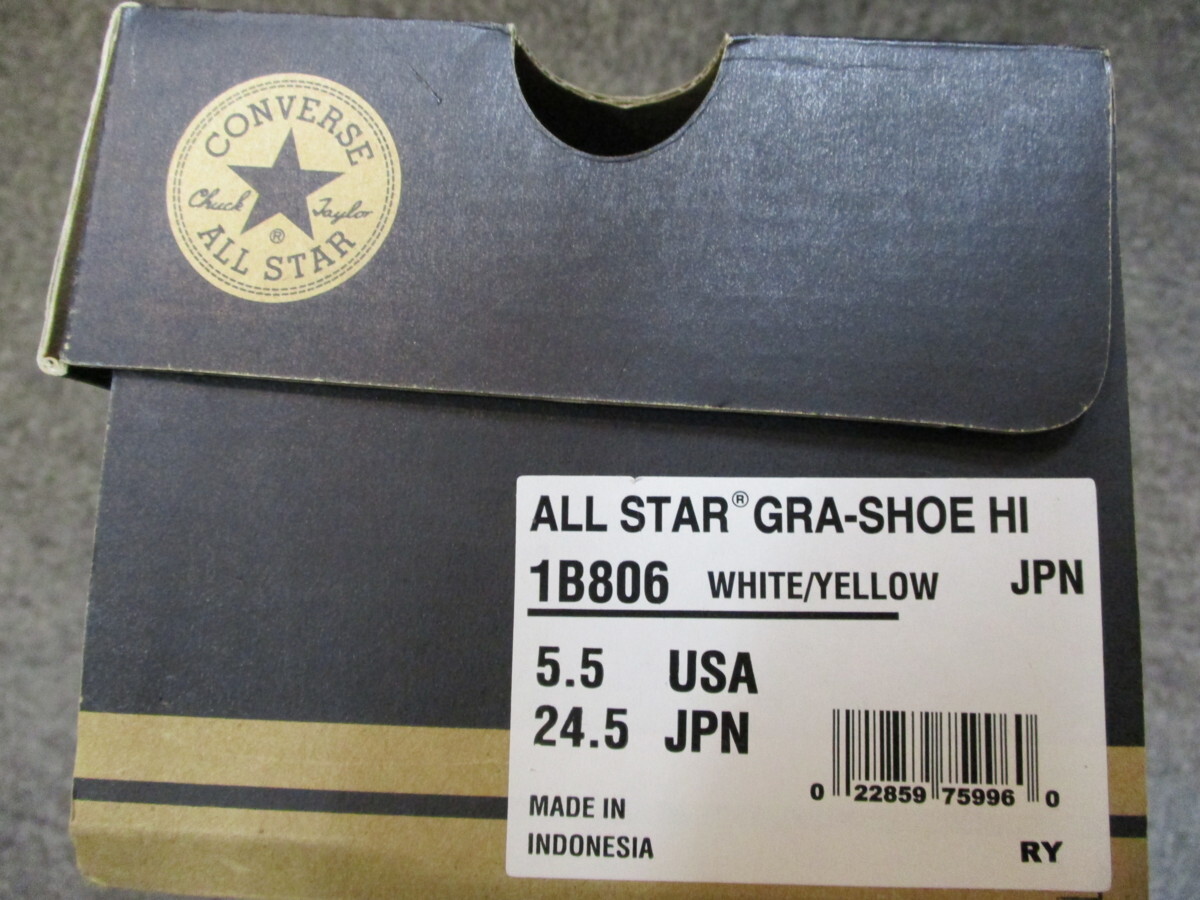 CONVERSE
Chuck Taylor
®
ALL STAR
ALL STAR® GRA-SHOE HI
1B806 WHITE/YELLOW JPN
5.5 USA
24.5 JPN
0 22859 75996 0
MADE IN
INDONESIA
RY